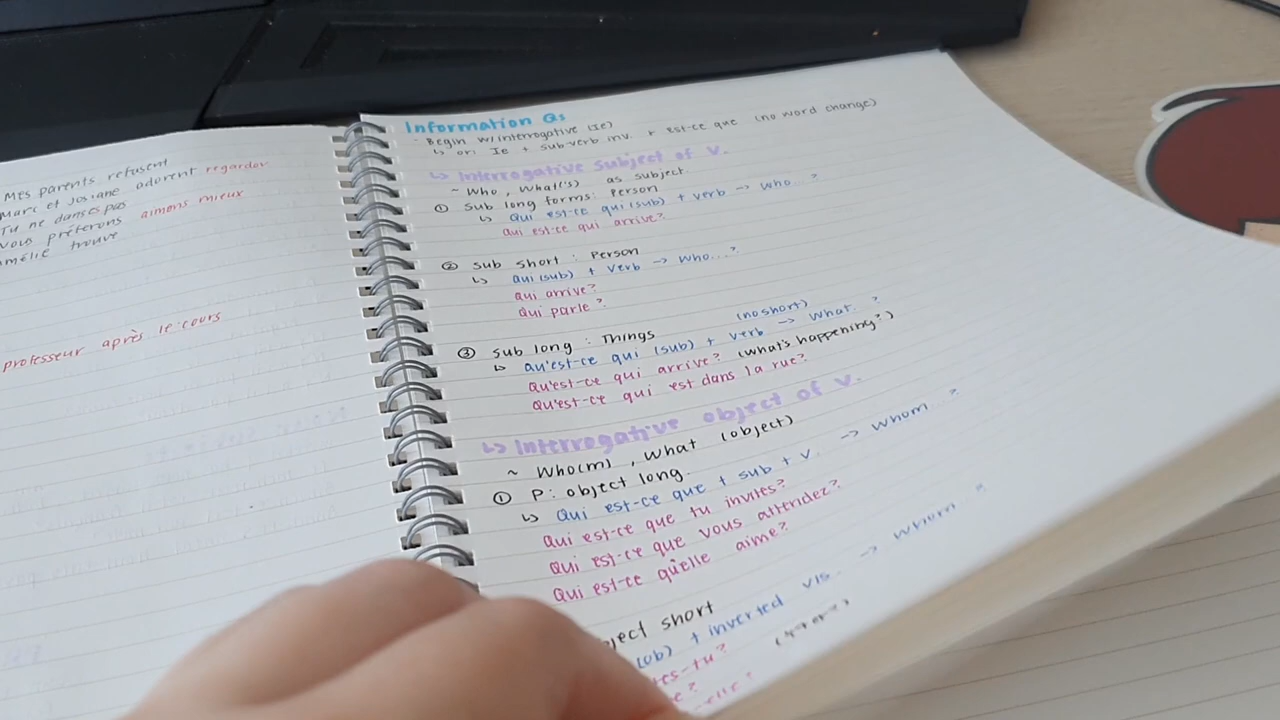 Mes parents refusent
Marc et Josiane adorent regarder
Tu ne danses pas
Vous préférons aimons mieux
Amélie trouve
professeur après le cours
Information Qs
· Begin w/ interrogative (Ie)
↳ or: Ie + sub-verb inv. + est-ce que (no word change)
↳ Interrogative Subject of V.
~ Who, What('s) as subject.
① Sub long forms: Person
↳ Qui est-ce qui (sub) + verb → who ?
Qui est-ce qui arrive?
② Sub short : Person
↳ Qui (sub) + verb → who...?
Qui arrive?
Qui parle?
③ Sub long : Things (no short)
↳ Qu'est-ce qui (sub) + verb → what ?
Qu'est-ce qui arrive? (what's happening?)
Qu'est-ce qui est dans la rue?
↳ Interrogative object of V.
~ Who(m), What (object)
① P: object long
↳ Qui est-ce que + sub + v. → whom ?
Qui est-ce que tu invites?
Qui est-ce que vous attendez?
Qui est-ce qu'elle aime?
ject short
(ob) + inverted v/s. → whom "
tes-tu?
e?
-elle?